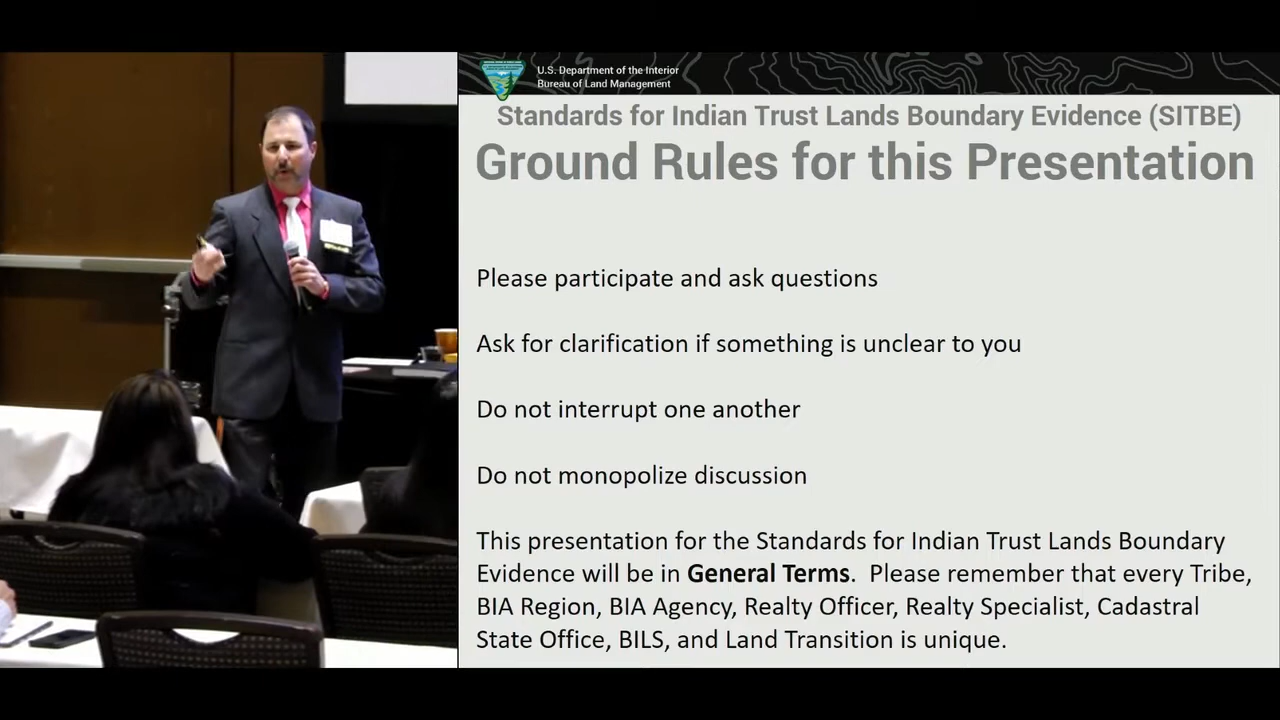 U.S. Department of the Interior
Bureau of Land Management
Standards for Indian Trust Lands Boundary Evidence (SITBE)
Ground Rules for this Presentation
Please participate and ask questions
Ask for clarification if something is unclear to you
Do not interrupt one another
Do not monopolize discussion
This presentation for the Standards for Indian Trust Lands Boundary
Evidence will be in General Terms.  Please remember that every Tribe,
BIA Region, BIA Agency, Realty Officer, Realty Specialist, Cadastral
State Office, BILS, and Land Transition is unique.